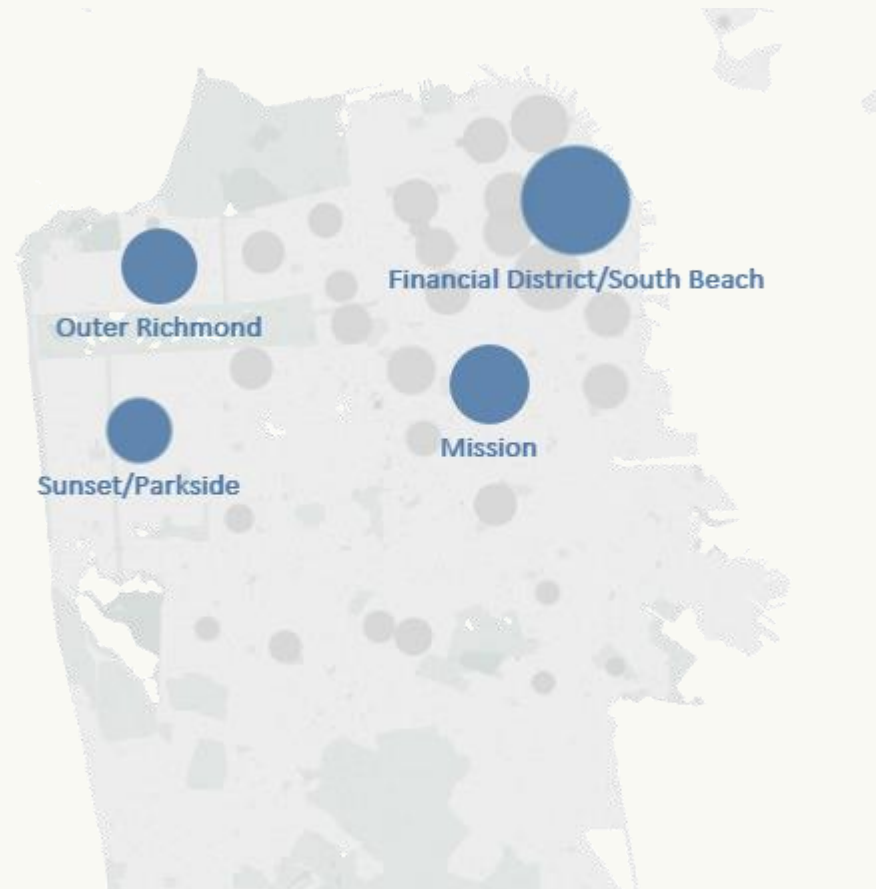 Financial District/South Beach
Outer Richmond
Mission
Sunset/Parkside